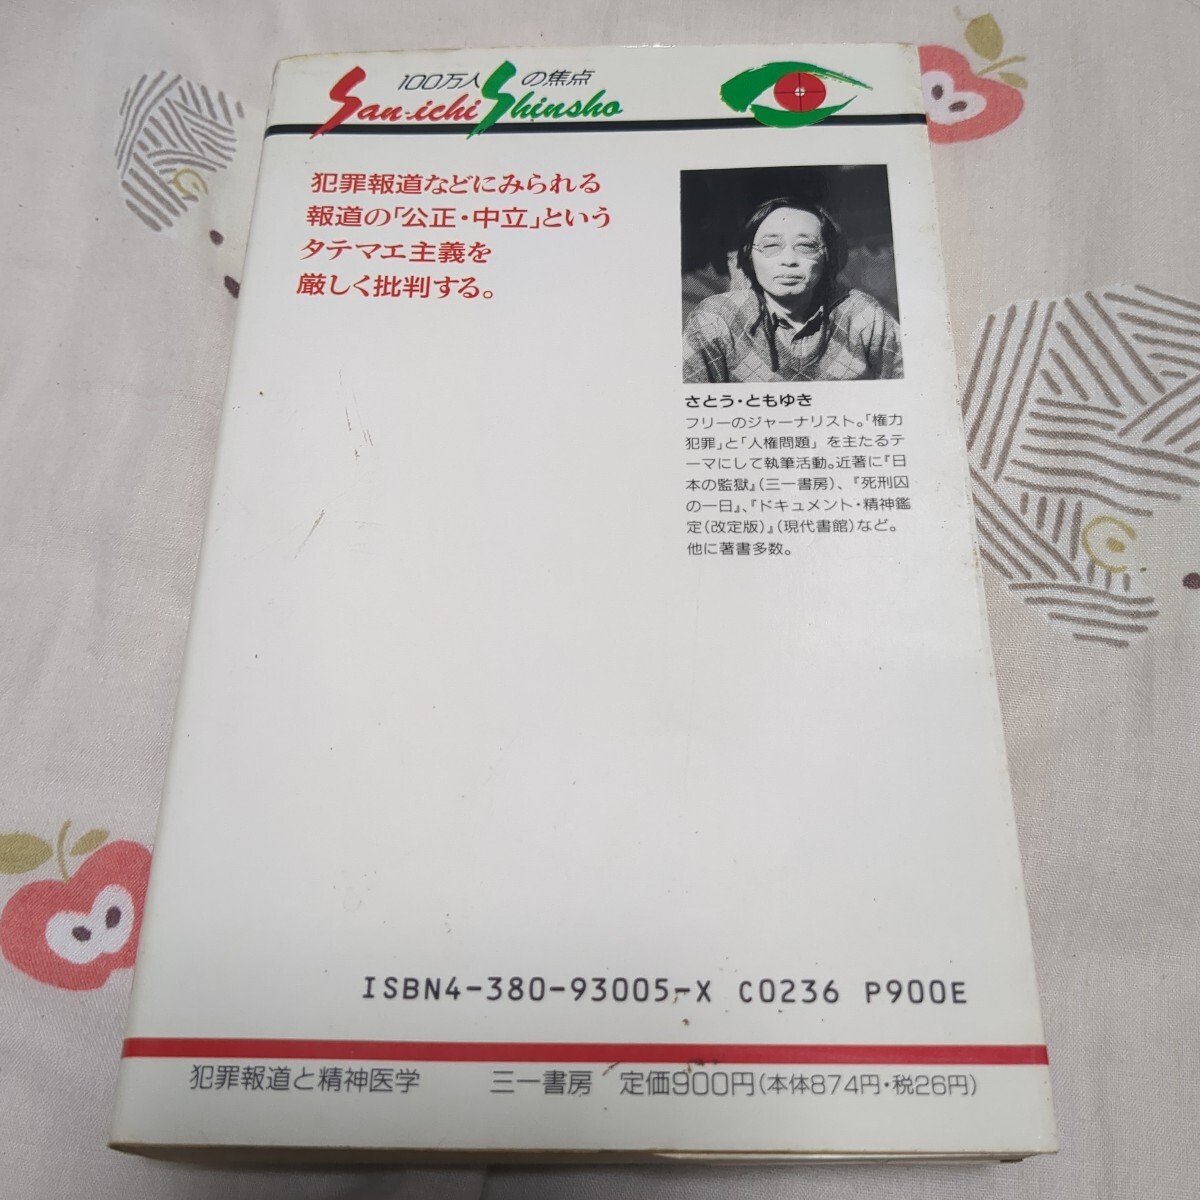 100万人の焦点
San-ichi Shinsho
犯罪報道などにみられる
報道の「公正・中立」という
タテマエ主義を
厳しく批判する。
さとう・ともゆき
フリーのジャーナリスト。「権力
犯罪」と「人権問題」を主たるテ
ーマにして執筆活動。近著に『日
本の監獄』(三一書房)、『死刑囚
の一日』、『ドキュメント・精神鑑
定(改定版)』(現代書館)など。
他に著書多数。
ISBN4-380-93005-X C0236 P900E
犯罪報道と精神医学 三一書房 定価900円(本体874円・税26円)